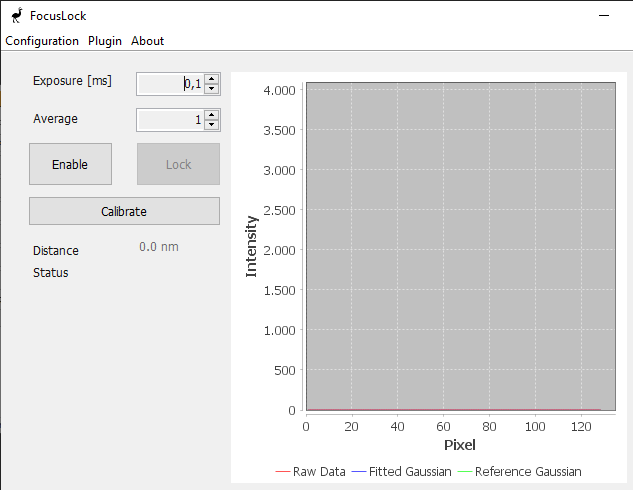 FocusLock
Configuration Plugin About
Exposure [ms] 0,1
Average 1
Enable Lock
Calibrate
Distance 0.0 nm
Status
Intensity
4.000
3.500
3.000
2.500
2.000
1.500
1.000
500
0
0 20 40 60 80 100 120
Pixel
Raw Data Fitted Gaussian Reference Gaussian